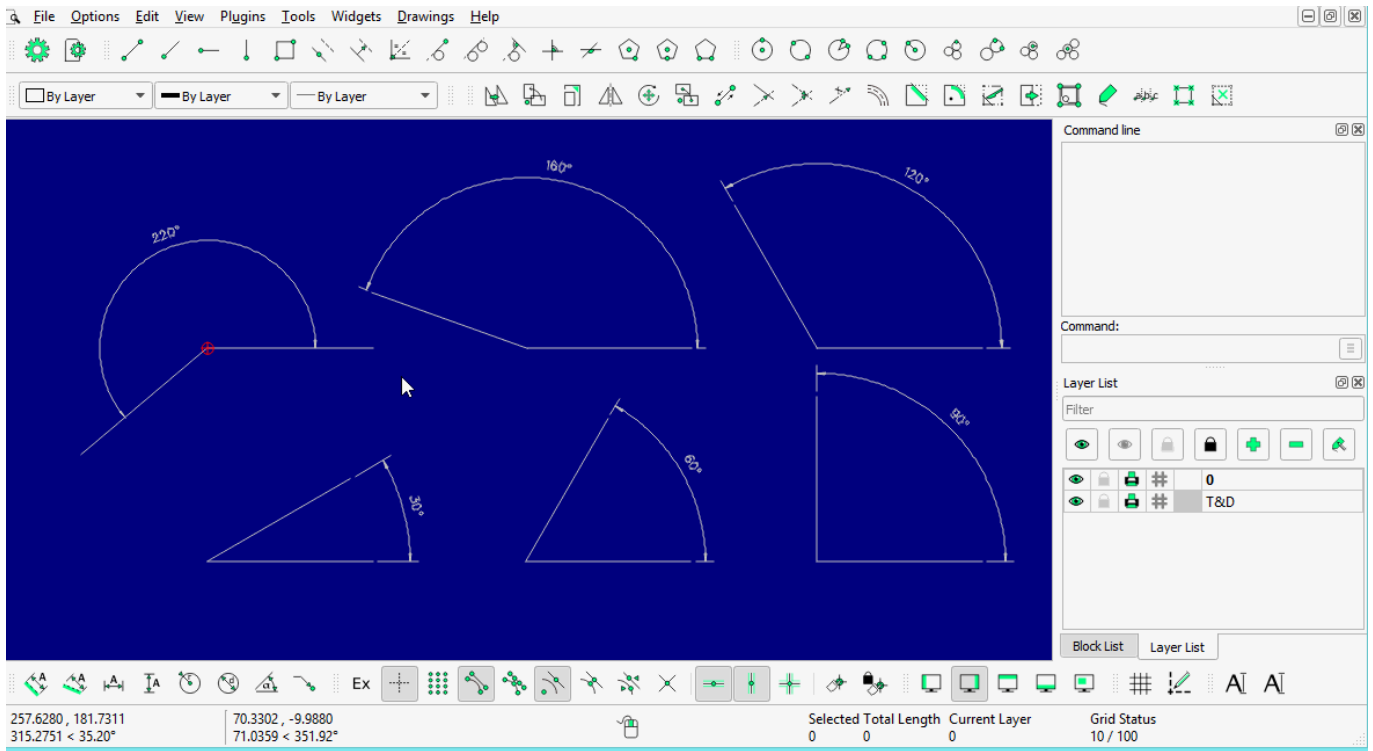 File Options Edit View Plugins Tools Widgets Drawings Help
By Layer By Layer By Layer
Command line
160°
120°
220°
Command:
Layer List
Filter
90°
60°
30°
0
T&D
Block List Layer List
Ex
A A
257.6280 , 181.7311 70.3302 , -9.9880 Selected Total Length Current Layer Grid Status
315.2751 < 35.20° 71.0359 < 351.92° 0 0 0 10 / 100